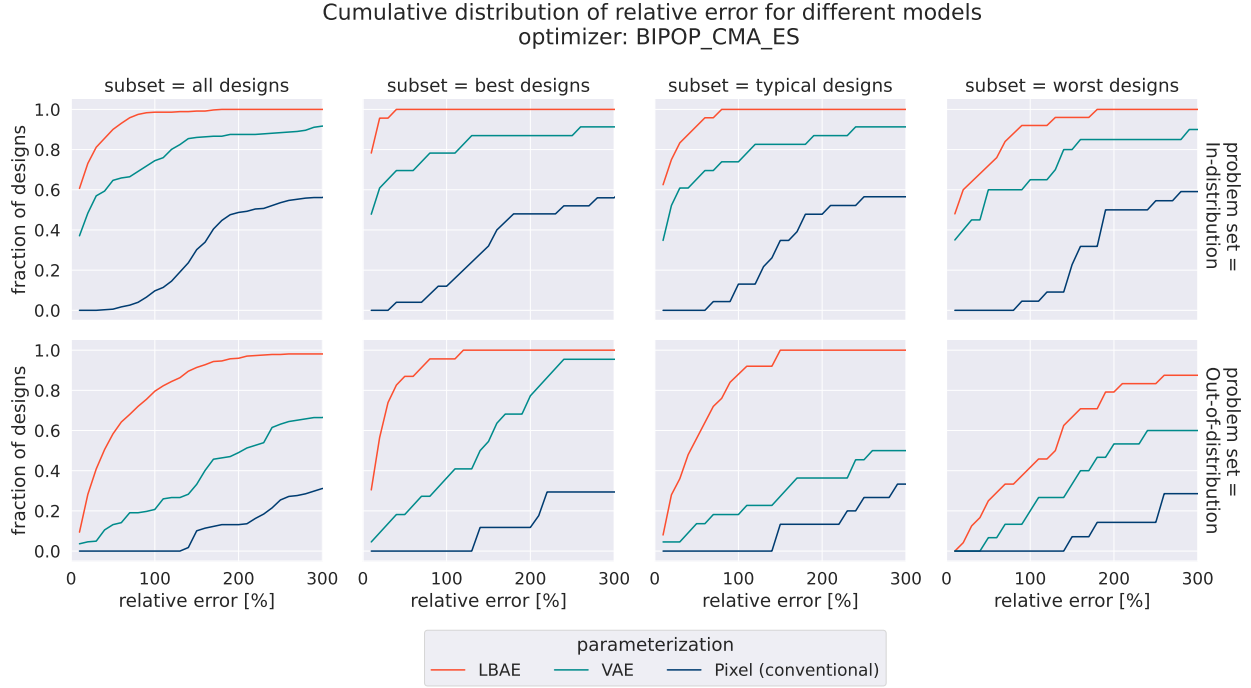 Cumulative distribution of relative error for different models
optimizer: BIPOP_CMA_ES
subset = all designs
subset = best designs
subset = typical designs
subset = worst designs
fraction of designs
1.0
0.8
0.6
0.4
0.2
0.0
problem set =
In-distribution
fraction of designs
1.0
0.8
0.6
0.4
0.2
0.0
problem set =
Out-of-distribution
0 100 200 300
0 100 200 300
0 100 200 300
0 100 200 300
relative error [%]
relative error [%]
relative error [%]
relative error [%]
parameterization
LBAE VAE Pixel (conventional)